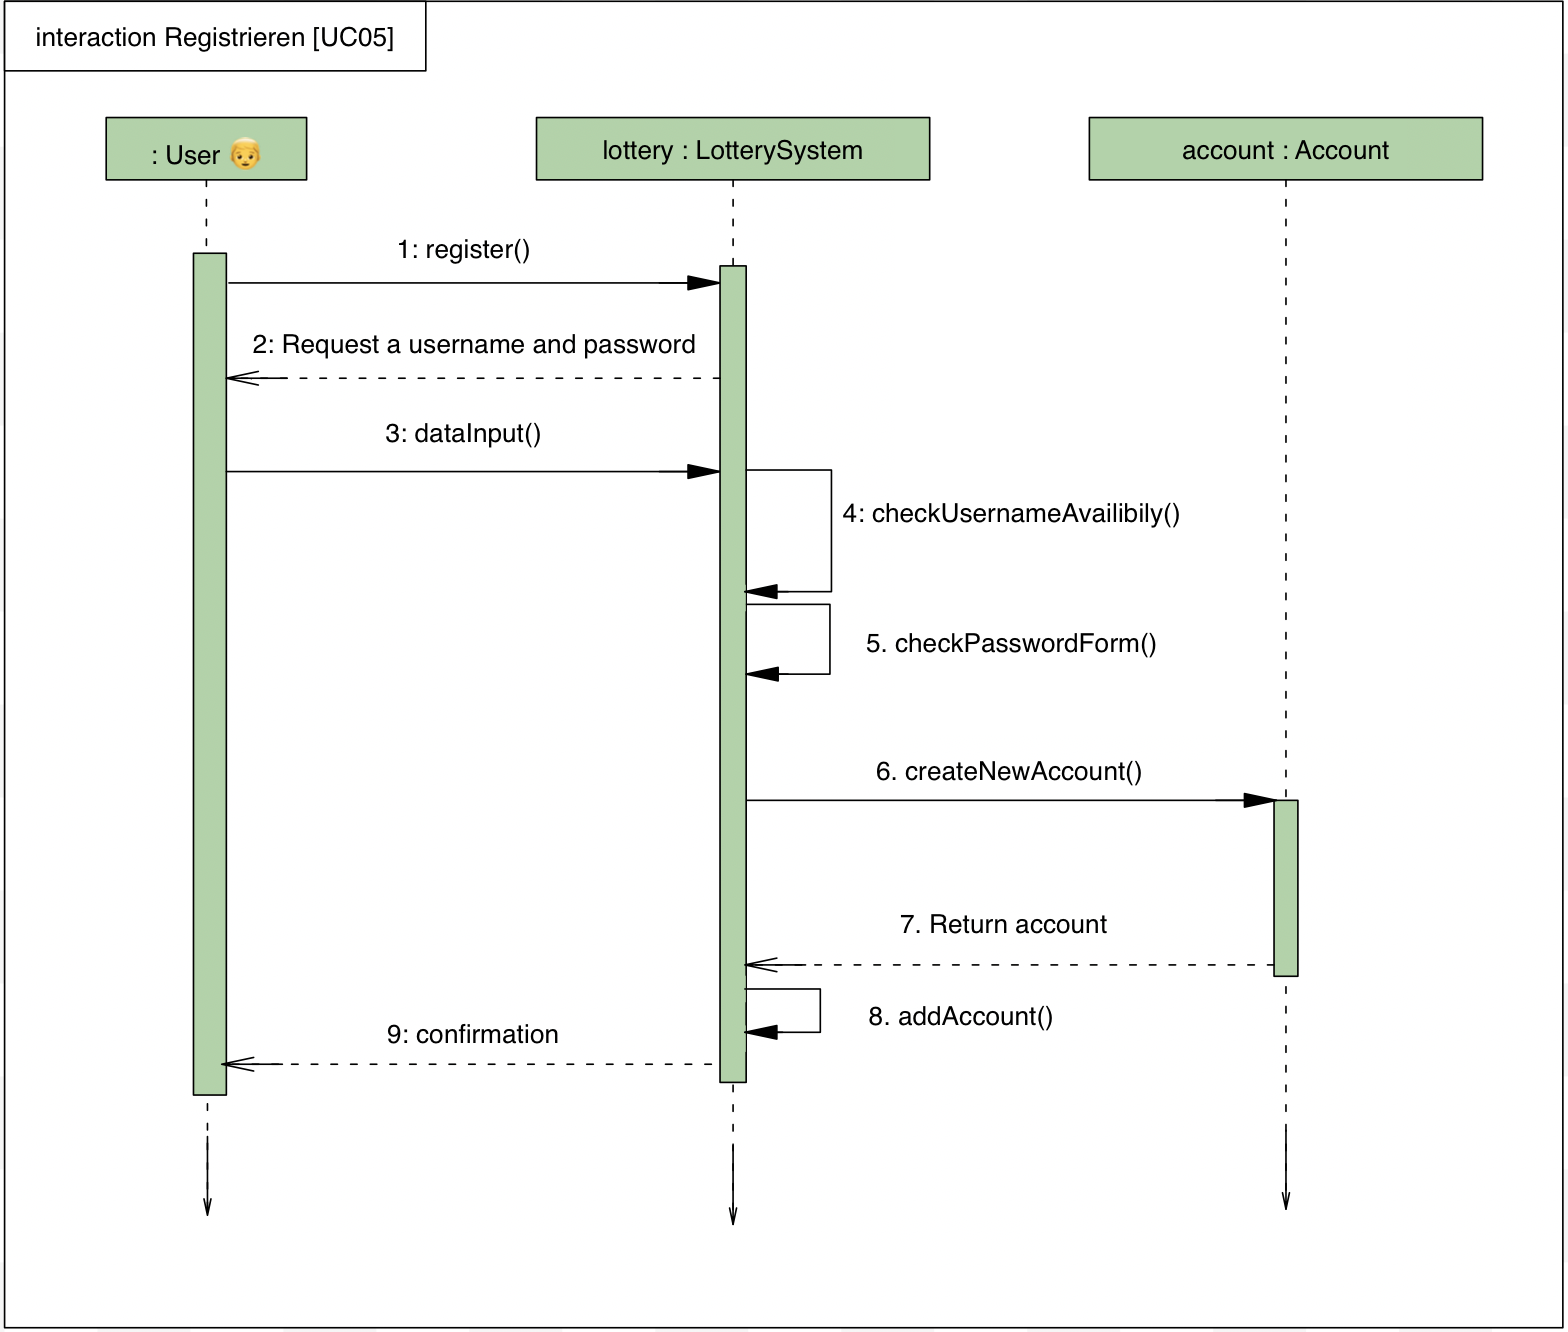 interaction Registrieren [UC05]
: User 👨‍🦳
lottery : LotterySystem
account : Account
1: register()
2: Request a username and password
3: dataInput()
4: checkUsernameAvailibily()
5. checkPasswordForm()
6. createNewAccount()
7. Return account
8. addAccount()
9: confirmation